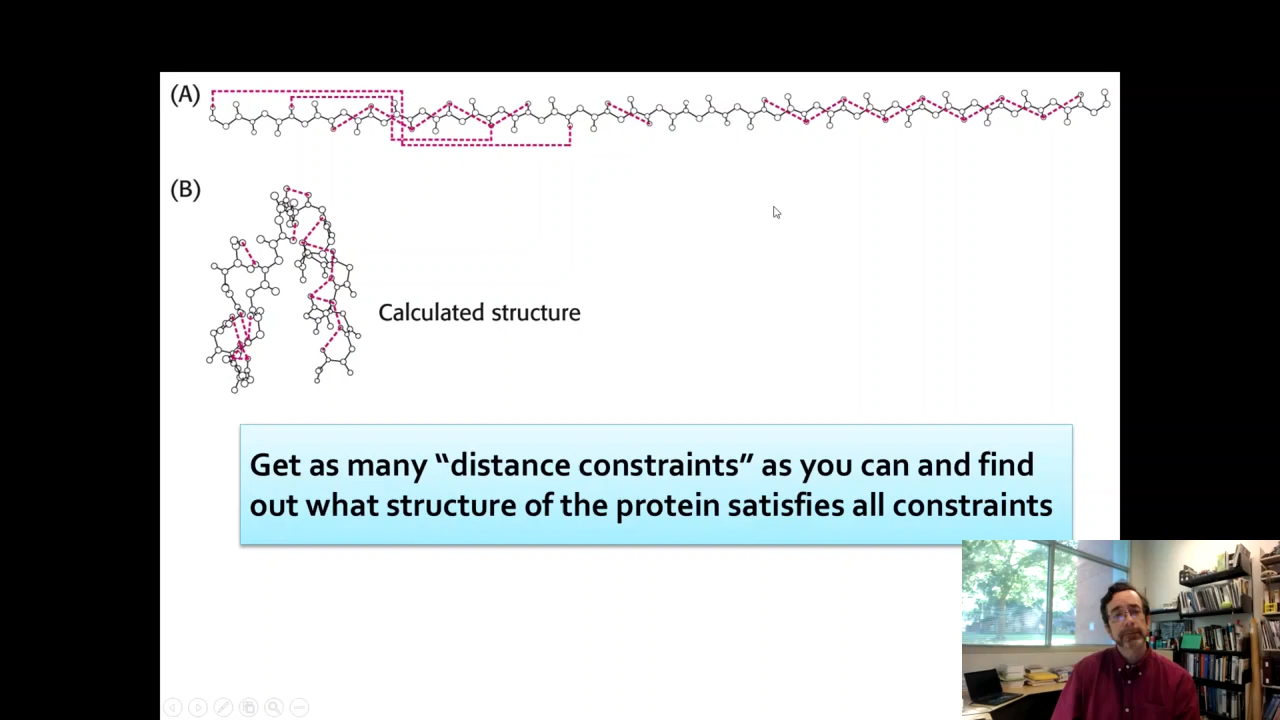 (A)
(B)
Calculated structure
Get as many “distance constraints” as you can and find
out what structure of the protein satisfies all constraints